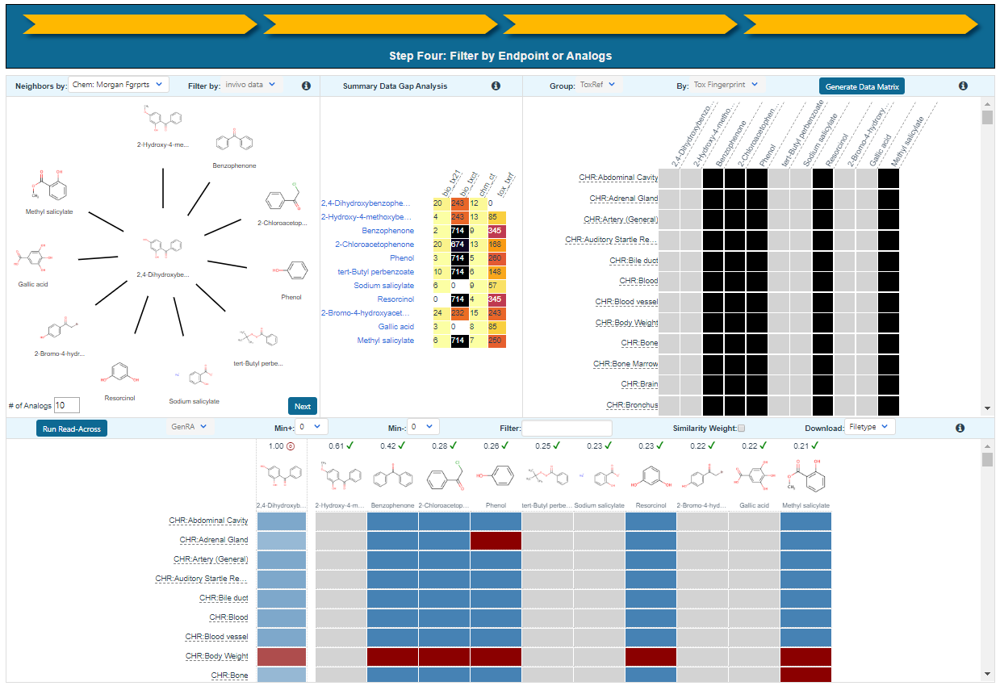 Step Four: Filter by Endpoint or Analogs
Neighbors by: Chem: Morgan Fgrprts Filter by: invivo data
Summary Data Gap Analysis
Group: ToxRef By: Tox Fingerprint Generate Data Matrix
2-Hydroxy-4-me...
Benzophenone
Methyl salicylate
2-Chloroacetop...
Gallic acid
2,4-Dihydroxybe...
Phenol
2-Bromo-4-hydr...
tert-Butyl perbe...
Resorcinol
Sodium salicylate
# of Analogs 10
Next
bio_tx21 bio_txct chm_ct tox_txrf
2,4-Dihydroxybenzophe... 20 243 12 0
2-Hydroxy-4-methoxybe... 4 243 13 85
Benzophenone 2 714 9 345
2-Chloroacetophenone 20 674 13 168
Phenol 3 714 5 260
tert-Butyl perbenzoate 10 714 6 148
Sodium salicylate 6 0 9 57
Resorcinol 0 714 4 345
2-Bromo-4-hydroxyacet... 24 232 15 243
Gallic acid 3 0 8 85
Methyl salicylate 6 714 7 250
2,4-Dihydroxybenzo...
2-Hydroxy-4-metho...
Benzophenone
2-Chloroacetophen...
Phenol
tert-Butyl perbenzoate
Sodium salicylate
Resorcinol
2-Bromo-4-hydroxy...
Gallic acid
Methyl salicylate
CHR:Abdominal Cavity
CHR:Adrenal Gland
CHR:Artery (General)
CHR:Auditory Startle Re...
CHR:Bile duct
CHR:Blood
CHR:Blood vessel
CHR:Body Weight
CHR:Bone
CHR:Bone Marrow
CHR:Brain
CHR:Bronchus
Run Read-Across GenRA Min+: 0 Min-: 0 Filter: Similarity Weight: Download: Filetype
1.00 0.61 0.42 0.28 0.26 0.25 0.23 0.23 0.22 0.22 0.21
2,4-Dihydroxyb... 2-Hydroxy-4-m... Benzophenone 2-Chloroacetop... Phenol tert-Butyl perbe... Sodium salicylate Resorcinol 2-Bromo-4-hyd... Gallic acid Methyl salicylate
CHR:Abdominal Cavity
CHR:Adrenal Gland
CHR:Artery (General)
CHR:Auditory Startle Re...
CHR:Bile duct
CHR:Blood
CHR:Blood vessel
CHR:Body Weight
CHR:Bone